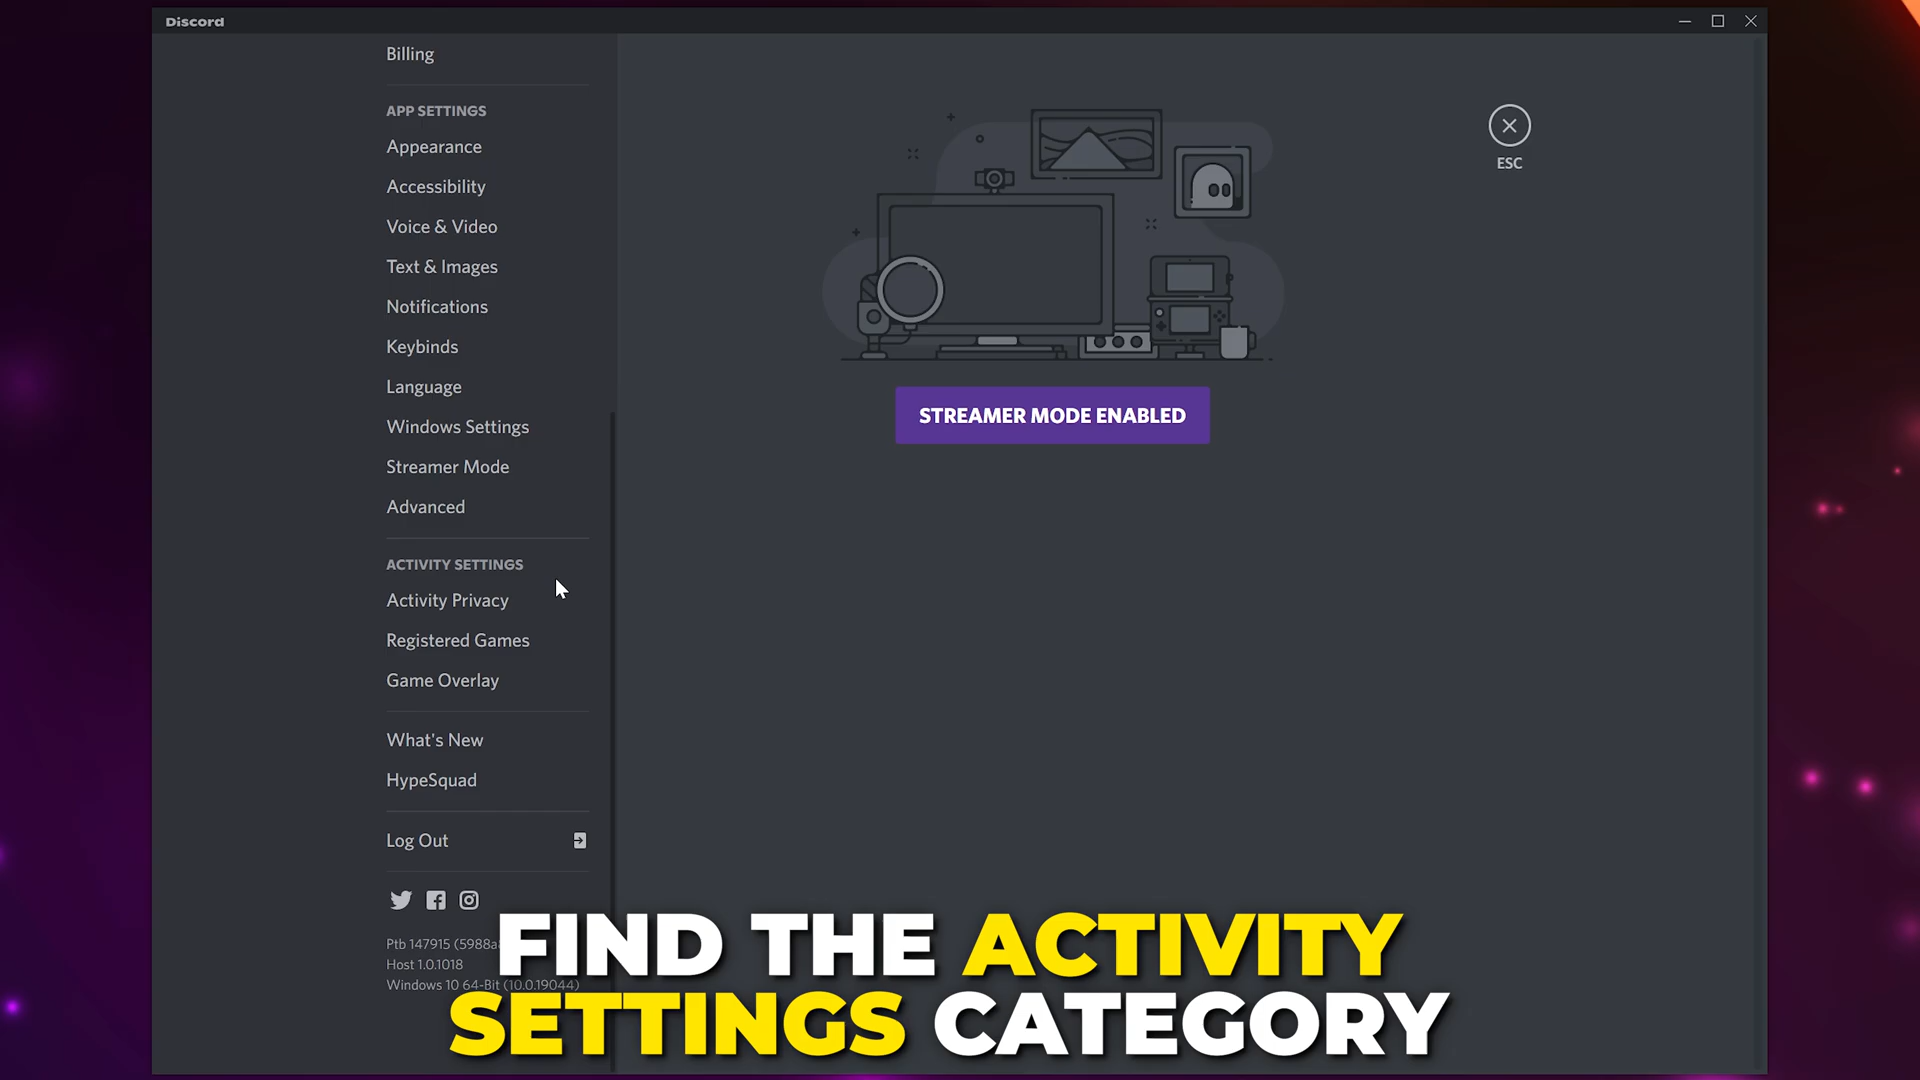 Discord
Billing
APP SETTINGS
Appearance
Accessibility
Voice & Video
Text & Images
Notifications
Keybinds
Language
Windows Settings
Streamer Mode
Advanced
ACTIVITY SETTINGS
Activity Privacy
Registered Games
Game Overlay
What's New
HypeSquad
Log Out
Ptb 147915
Host 1.0.1018
Windows 10 64-Bit (10.0.19044)
ESC
STREAMER MODE ENABLED
FIND THE ACTIVITY
SETTINGS CATEGORY